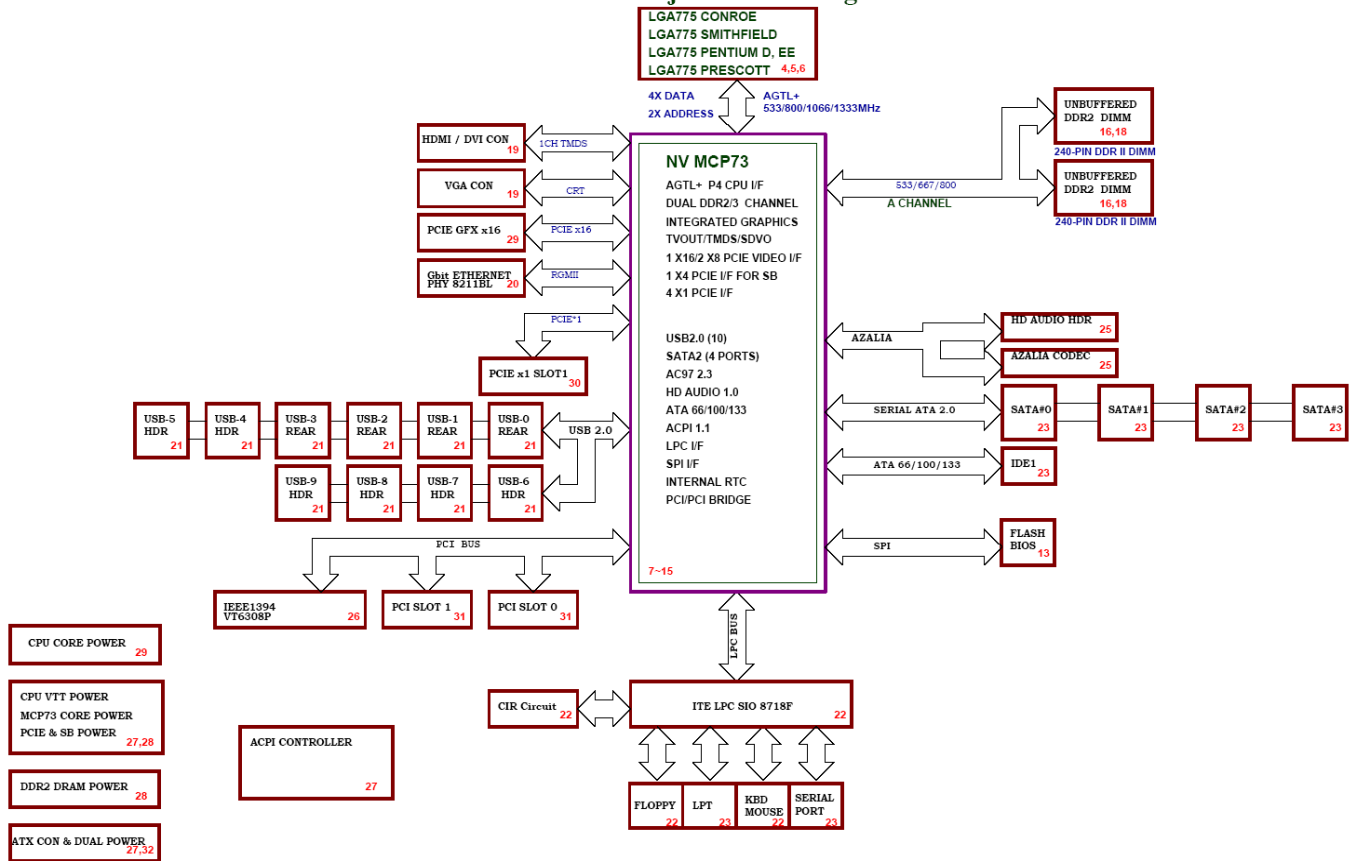 LGA775 CONROE
LGA775 SMITHFIELD
LGA775 PENTIUM D, EE
LGA775 PRESCOTT 4,5,6
4X DATA
2X ADDRESS
AGTL+
533/800/1066/1333MHz
HDMI / DVI CON
19
1CH TMDS
VGA CON
19
CRT
PCIE GFX x16
29
PCIE x16
Gbit ETHERNET
PHY 8211BL 20
RGMII
PCIE*1
PCIE x1 SLOT1
30
NV MCP73
AGTL+ P4 CPU I/F
DUAL DDR2/3 CHANNEL
INTEGRATED GRAPHICS
TVOUT/TMDS/SDVO
1 X16/2 X8 PCIE VIDEO I/F
1 X4 PCIE I/F FOR SB
4 X1 PCIE I/F
USB2.0 (10)
SATA2 (4 PORTS)
AC97 2.3
HD AUDIO 1.0
ATA 66/100/133
ACPI 1.1
LPC I/F
SPI I/F
INTERNAL RTC
PCI/PCI BRIDGE
7~15
533/667/800
A CHANNEL
UNBUFFERED
DDR2 DIMM
16,18
240-PIN DDR II DIMM
UNBUFFERED
DDR2 DIMM
16,18
240-PIN DDR II DIMM
AZALIA
HD AUDIO HDR
25
AZALIA CODEC
25
SERIAL ATA 2.0
SATA#0
23
SATA#1
23
SATA#2
23
SATA#3
23
ATA 66/100/133
IDE1
23
SPI
FLASH
BIOS
13
USB-5
HDR
21
USB-4
HDR
21
USB-3
REAR
21
USB-2
REAR
21
USB-1
REAR
21
USB-0
REAR
21
USB 2.0
USB-9
HDR
21
USB-8
HDR
21
USB-7
HDR
21
USB-6
HDR
21
PCI BUS
IEEE1394
VT6308P
26
PCI SLOT 1
31
PCI SLOT 0
31
LPC BUS
CIR Circuit
22
ITE LPC SIO 8718F
22
FLOPPY
22
LPT
23
KBD
MOUSE
22
SERIAL
PORT
23
CPU CORE POWER
29
CPU VTT POWER
MCP73 CORE POWER
PCIE & SB POWER
27,28
DDR2 DRAM POWER
28
ATX CON & DUAL POWER
27,32
ACPI CONTROLLER
27